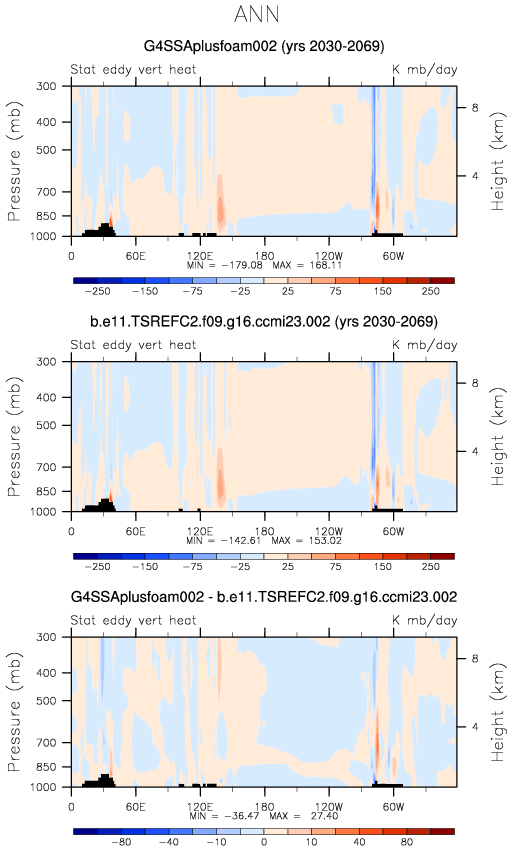 ANN
G4SSAplusfoam002 (yrs 2030-2069)
Stat eddy vert heat K mb/day
300
400
500
700
850
1000
Pressure (mb)
8
4
Height (km)
0 60E 120E 180 120W 60W
MIN = -179.08 MAX = 168.11
-250 -150 -75 -25 25 75 150 250
b.e11.TSREFC2.f09.g16.ccmi23.002 (yrs 2030-2069)
Stat eddy vert heat K mb/day
300
400
500
700
850
1000
Pressure (mb)
8
4
Height (km)
0 60E 120E 180 120W 60W
MIN = -142.61 MAX = 153.02
-250 -150 -75 -25 25 75 150 250
G4SSAplusfoam002 - b.e11.TSREFC2.f09.g16.ccmi23.002
Stat eddy vert heat K mb/day
300
400
500
700
850
1000
Pressure (mb)
8
4
Height (km)
0 60E 120E 180 120W 60W
MIN = -36.47 MAX = 27.40
-80 -40 -10 0 10 40 80